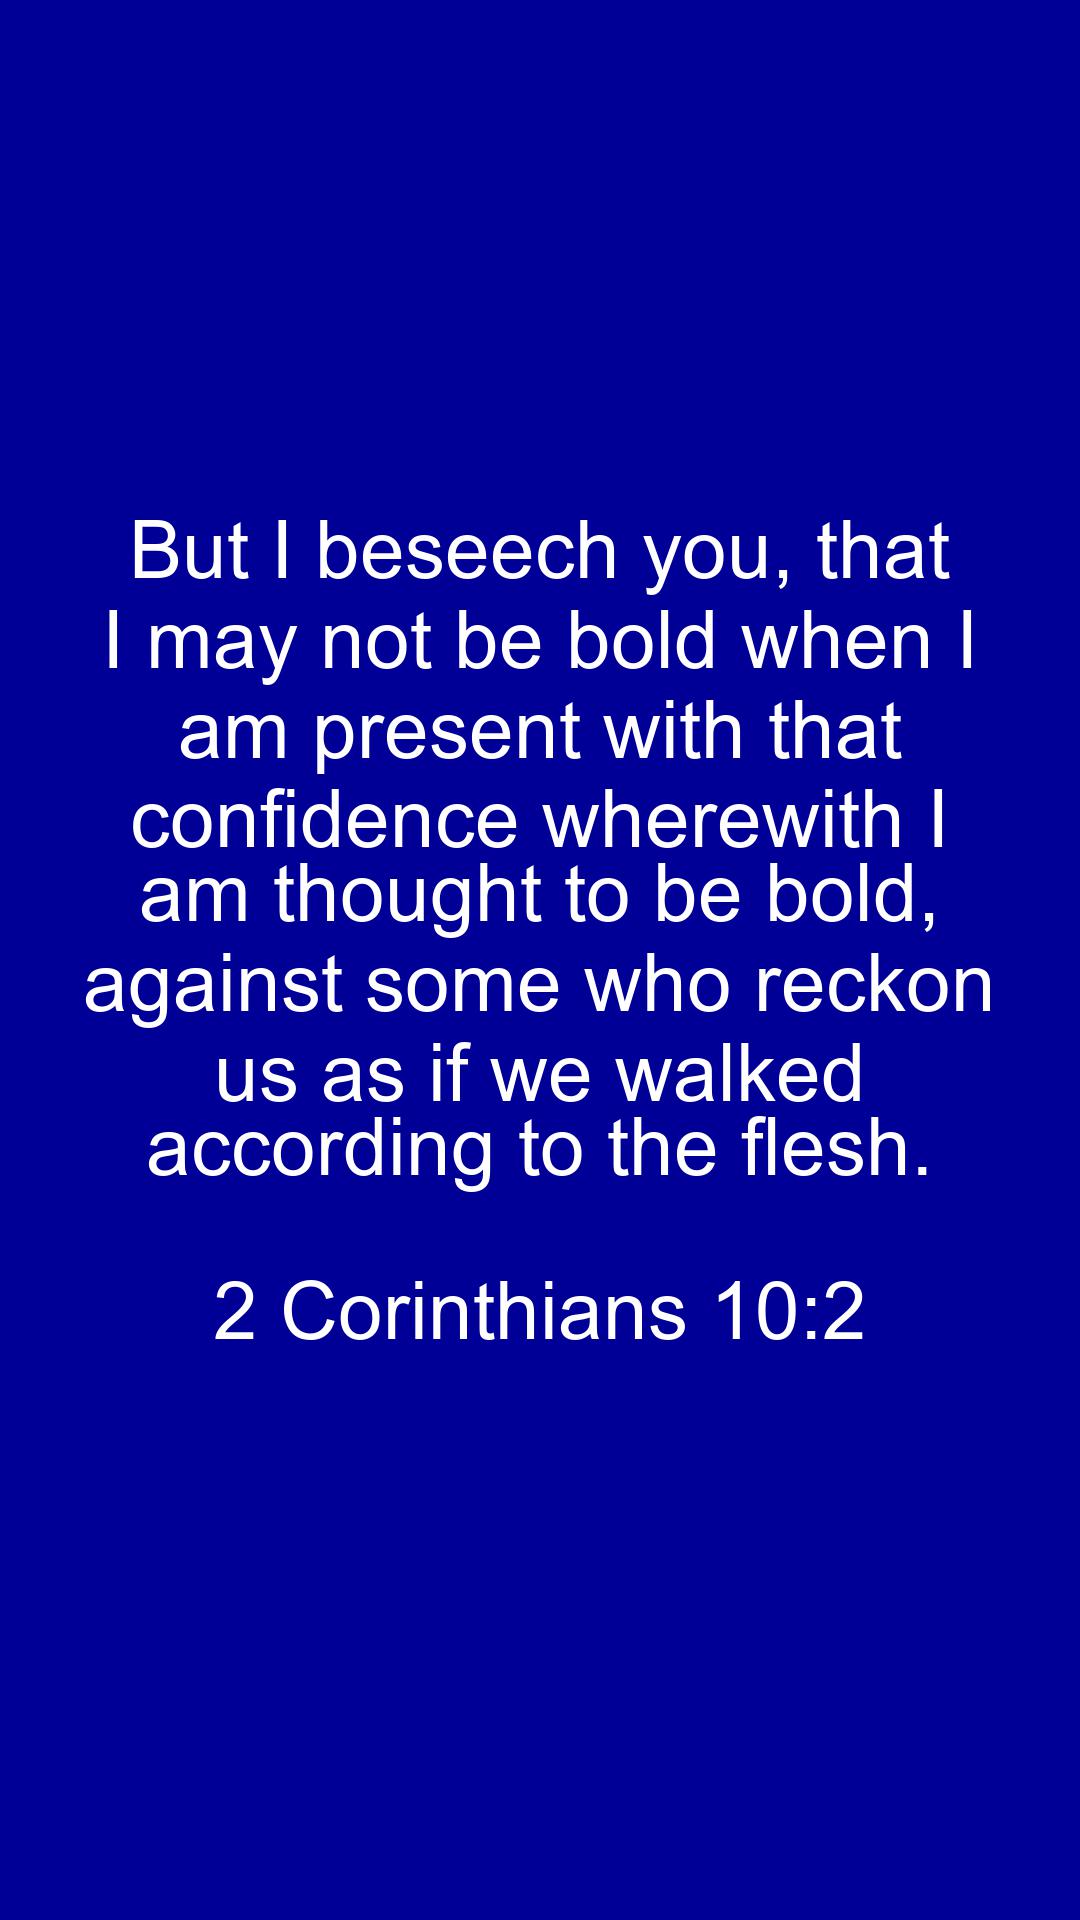 But I beseech you, that
I may not be bold when I
am present with that
confidence wherewith I
am thought to be bold,
against some who reckon
us as if we walked
according to the flesh.
2 Corinthians 10:2